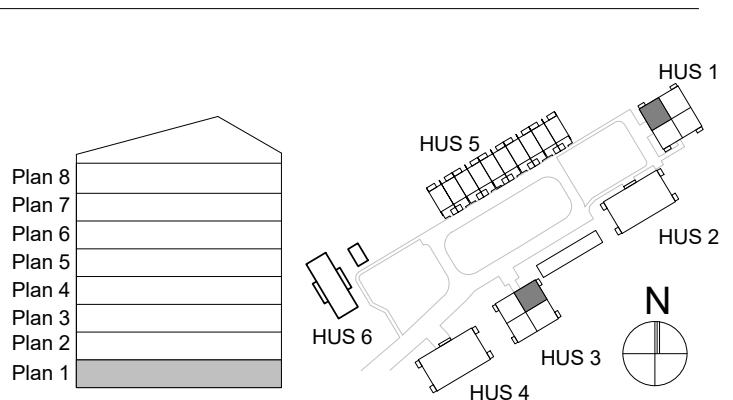 Plan 8
Plan 7
Plan 6
Plan 5
Plan 4
Plan 3
Plan 2
Plan 1
HUS 1
HUS 5
HUS 2
HUS 6
HUS 3
HUS 4
N